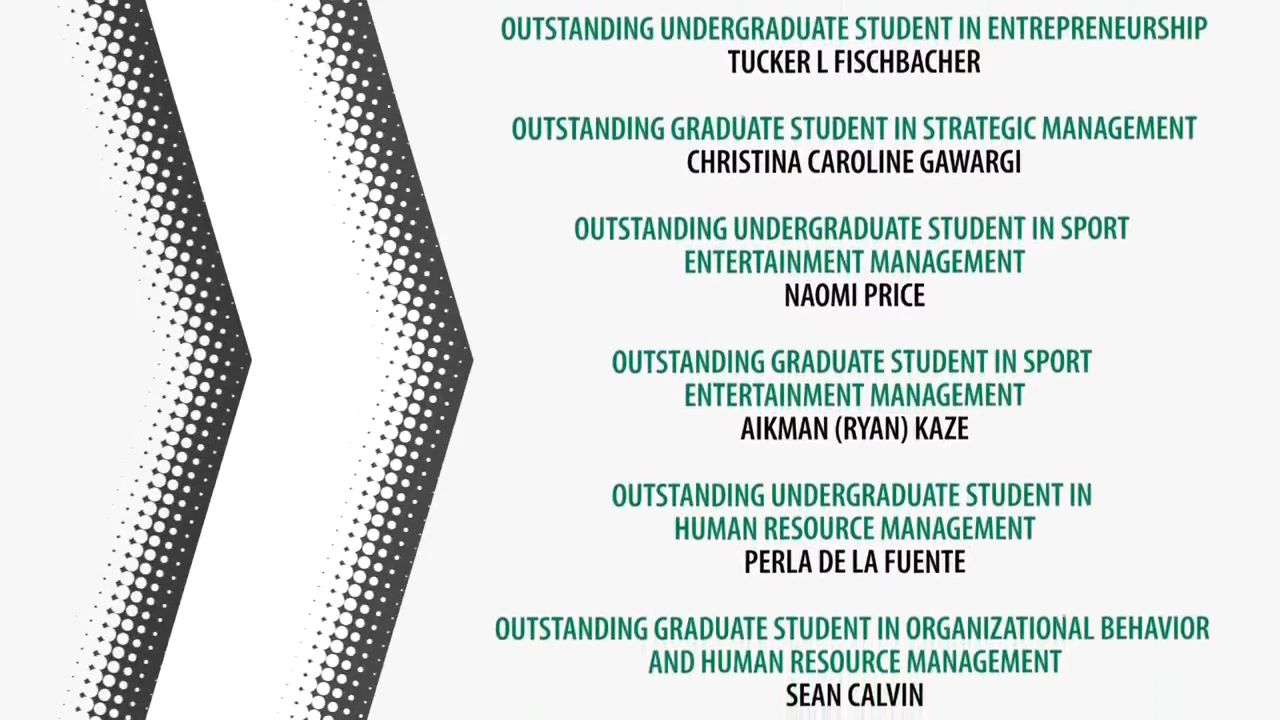 OUTSTANDING UNDERGRADUATE STUDENT IN ENTREPRENEURSHIP
TUCKER L FISCHBACHER
OUTSTANDING GRADUATE STUDENT IN STRATEGIC MANAGEMENT
CHRISTINA CAROLINE GAWARGI
OUTSTANDING UNDERGRADUATE STUDENT IN SPORT
ENTERTAINMENT MANAGEMENT
NAOMI PRICE
OUTSTANDING GRADUATE STUDENT IN SPORT
ENTERTAINMENT MANAGEMENT
AIKMAN (RYAN) KAZE
OUTSTANDING UNDERGRADUATE STUDENT IN
HUMAN RESOURCE MANAGEMENT
PERLA DE LA FUENTE
OUTSTANDING GRADUATE STUDENT IN ORGANIZATIONAL BEHAVIOR
AND HUMAN RESOURCE MANAGEMENT
SEAN CALVIN